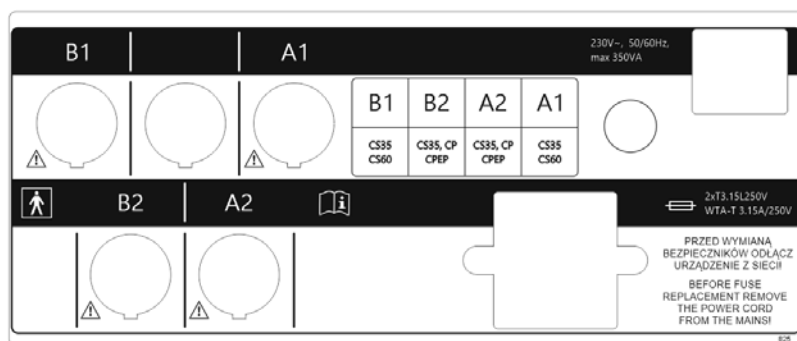 B1 A1
230V~, 50/60Hz,
max 350VA
B1 B2 A2 A1
CS35 CS35, CP CS35, CP CS35
CS60 CPEP CPEP CS60
B2 A2
2xT3.15L250V
WTA-T 3.15A/250V
PRZED WYMIANĄ
BEZPIECZNIKÓW ODŁĄCZ
URZĄDZENIE Z SIECI!
BEFORE FUSE
REPLACEMENT REMOVE
THE POWER CORD
FROM THE MAINS!